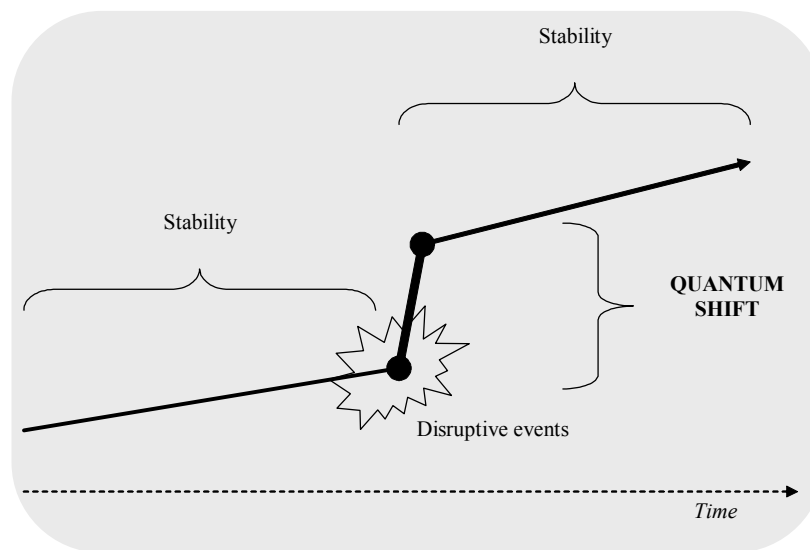 Stability
Stability
QUANTUM
SHIFT
Disruptive events
Time